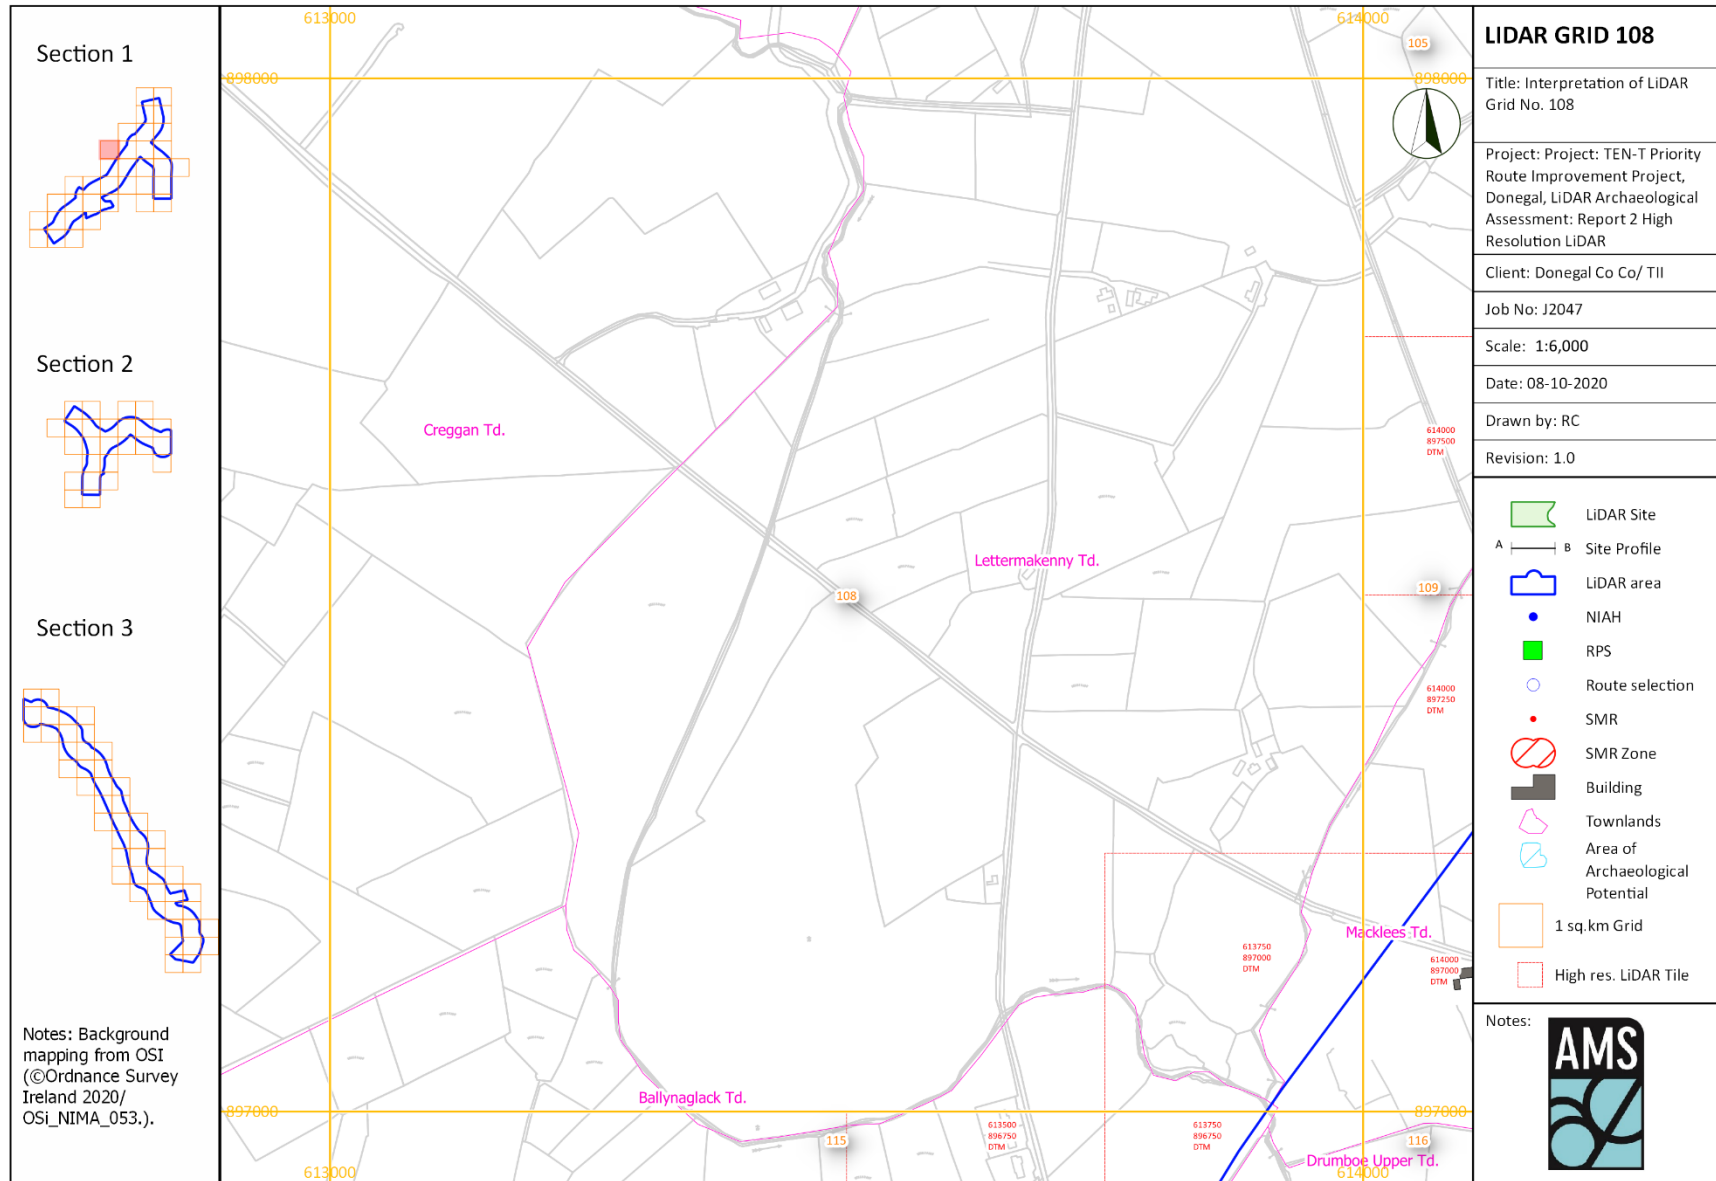 Section 1
Section 2
Section 3
Notes: Background
mapping from OSI
(©Ordnance Survey
Ireland 2020/
OSi_NIMA_053.).
613000
614000
105
898000
898000
Creggan Td.
614000
897500
DTM
Lettermakenny Td.
108
109
614000
897250
DTM
Macklees Td.
613750
897000
DTM
614000
897000
DTM
Ballynaglack Td.
897000
897000
115
613500
896750
DTM
613750
896750
DTM
116
Drumboe Upper Td.
613000
614000
LIDAR GRID 108
Title: Interpretation of LiDAR
Grid No. 108
Project: Project: TEN-T Priority
Route Improvement Project,
Donegal, LiDAR Archaeological
Assessment: Report 2 High
Resolution LiDAR
Client: Donegal Co Co/ TII
Job No: J2047
Scale: 1:6,000
Date: 08-10-2020
Drawn by: RC
Revision: 1.0
LiDAR Site
A B Site Profile
LiDAR area
NIAH
RPS
Route selection
SMR
SMR Zone
Building
Townlands
Area of
Archaeological
Potential
1 sq.km Grid
High res. LiDAR Tile
Notes:
AMS